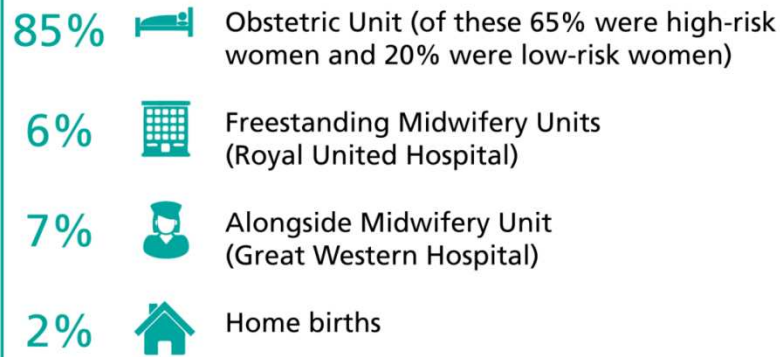 85% Obstetric Unit (of these 65% were high-risk
women and 20% were low-risk women)
6% Freestanding Midwifery Units
(Royal United Hospital)
7% Alongside Midwifery Unit
(Great Western Hospital)
2% Home births